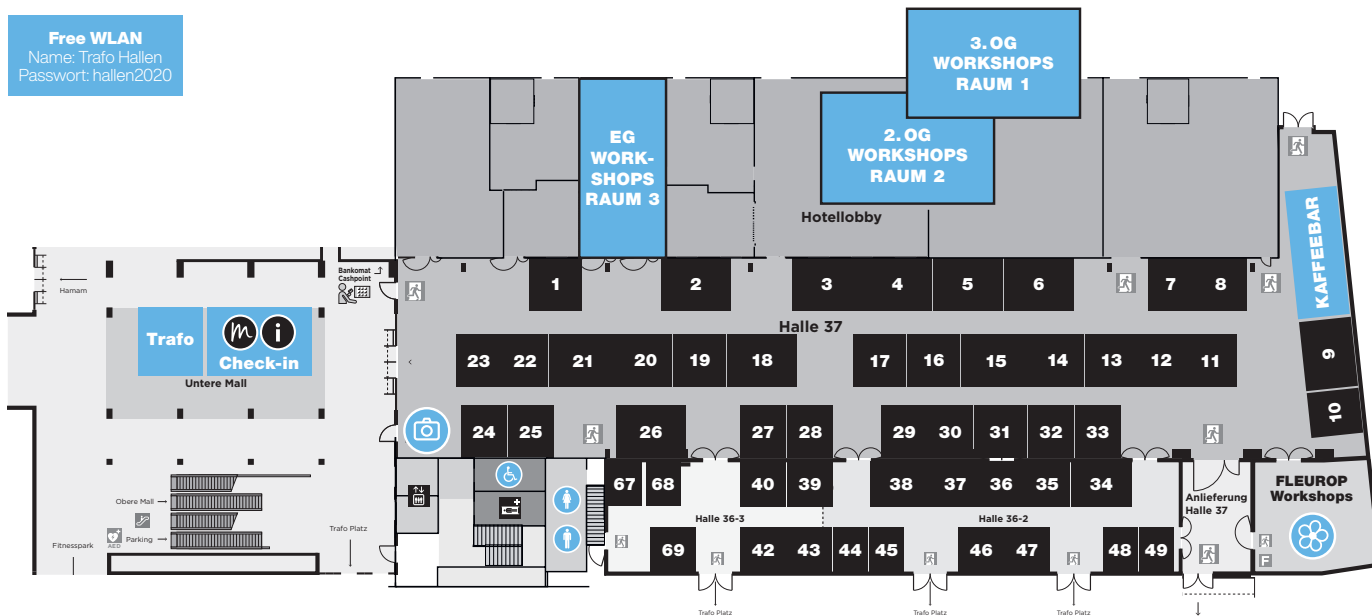 Free WLAN
Name: Trafo Hallen
Passwort: hallen2020
3. OG
WORKSHOPS
RAUM 1
2. OG
WORKSHOPS
RAUM 2
EG
WORK-
SHOPS
RAUM 3
Hotellobby
KAFFEEBAR
Hamam
Bankomat
Cashpoint
1
2
3
4
5
6
7
8
Halle 37
9
10
Trafo
m
i
Check-in
Untere Mall
23
22
21
20
19
18
17
16
15
14
13
12
11
24
25
26
27
28
29
30
31
32
33
67
68
40
39
38
37
36
35
34
Anlieferung
Halle 37
FLEUROP
Workshops
Halle 36-3
Halle 36-2
69
42
43
44
45
46
47
48
49
F
Obere Mall
Parking
AED
Fitnesspark
Trafo Platz
Trafo Platz
Trafo Platz
Trafo Platz